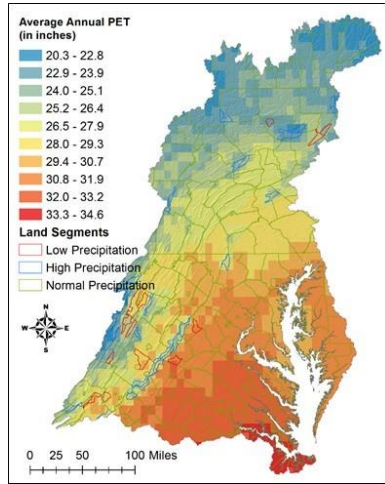 Average Annual PET
(in inches)
20.3 - 22.8
22.9 - 23.9
24.0 - 25.1
25.2 - 26.4
26.5 - 27.9
28.0 - 29.3
29.4 - 30.7
30.8 - 31.9
32.0 - 33.2
33.3 - 34.6
Land Segments
Low Precipitation
High Precipitation
Normal Precipitation
N
W E
S
0 25 50 100 Miles